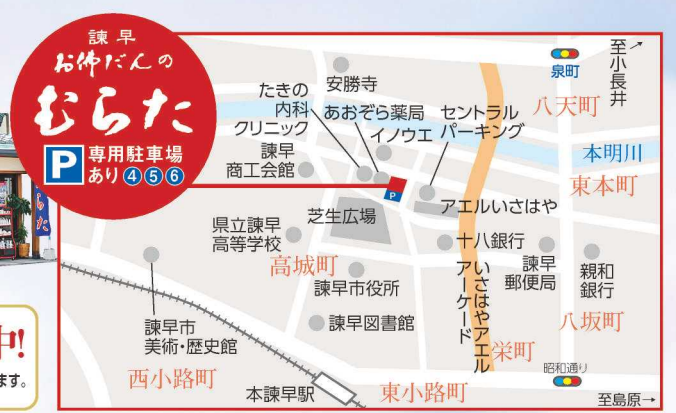 諫早
お佛だんの
むらた
P 専用駐車場
あり④⑤⑥
むらた
至小長井
泉町
八天町
本明川
東本町
安勝寺
たきの
内科
クリニック
あおぞら薬局
イノウエ
セントラル
パーキング
諫早
商工会館
P
アエルいさはや
芝生広場
県立諫早
高等学校
高城町
十八銀行
諫早
郵便局
親和
銀行
諫早市役所
いさはやアエル
アーケード
諫早図書館
諫早市
美術・歴史館
八坂町
栄町
昭和通り
西小路町
本諫早駅
東小路町
至島原→
中!
ます。